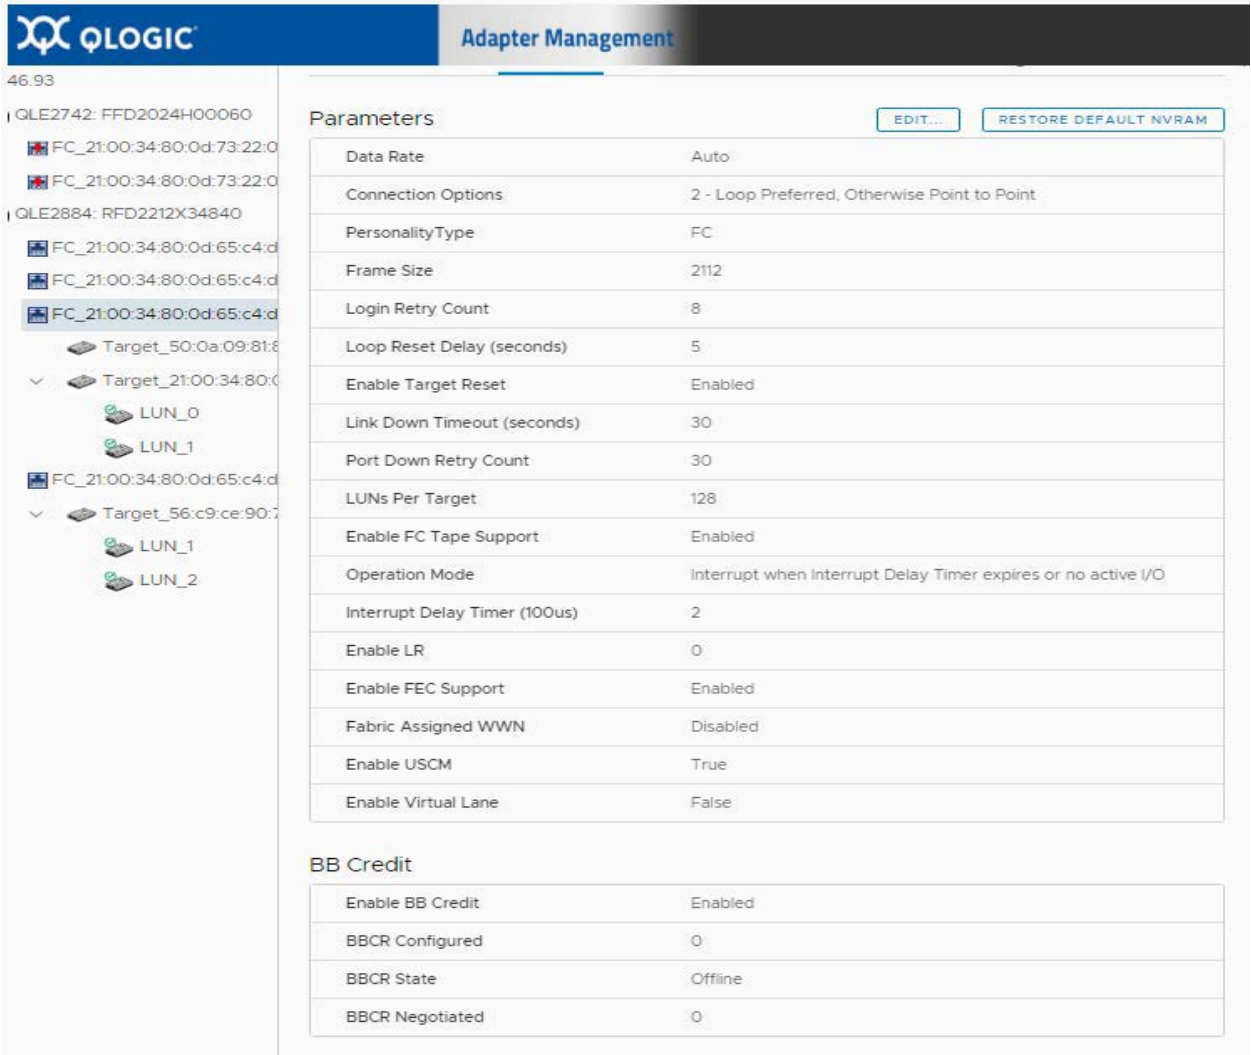 QLOGIC
Adapter Management
46.93
QLE2742: FFD2024H00060
FC_21:00:34:80:0d:73:22:0
FC_21:00:34:80:0d:73:22:0
QLE2884: RFD2212X34840
FC_21:00:34:80:0d:65:c4:d
FC_21:00:34:80:0d:65:c4:d
FC_21:00:34:80:0d:65:c4:d
Target_50:0a:09:81:8
Target_21:00:34:80:0
LUN_0
LUN_1
FC_21:00:34:80:0d:65:c4:d
Target_56:c9:ce:90:7
LUN_1
LUN_2
Parameters
EDIT...
RESTORE DEFAULT NVRAM
Data Rate Auto
Connection Options 2 - Loop Preferred, Otherwise Point to Point
PersonalityType FC
Frame Size 2112
Login Retry Count 8
Loop Reset Delay (seconds) 5
Enable Target Reset Enabled
Link Down Timeout (seconds) 30
Port Down Retry Count 30
LUNs Per Target 128
Enable FC Tape Support Enabled
Operation Mode Interrupt when Interrupt Delay Timer expires or no active I/O
Interrupt Delay Timer (100us) 2
Enable LR 0
Enable FEC Support Enabled
Fabric Assigned WWN Disabled
Enable USCM True
Enable Virtual Lane False
BB Credit
Enable BB Credit Enabled
BBCR Configured 0
BBCR State Offline
BBCR Negotiated 0